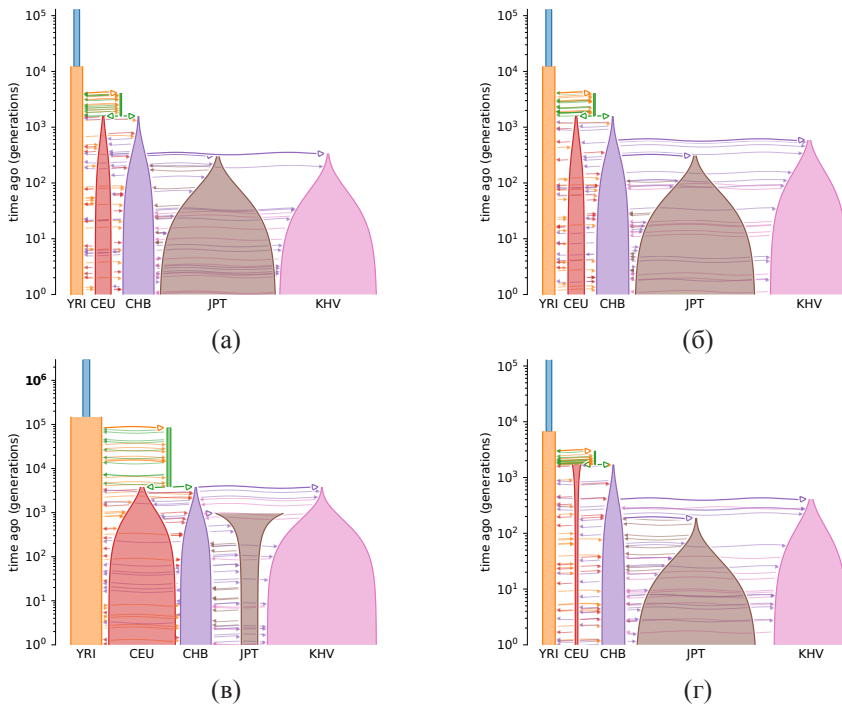 time ago (generations)
10⁵
10⁴
10³
10²
10¹
10⁰
YRI CEU CHB JPT KHV
(а)
time ago (generations)
10⁵
10⁴
10³
10²
10¹
10⁰
YRI CEU CHB JPT KHV
(б)
time ago (generations)
10⁶
10⁵
10⁴
10³
10²
10¹
10⁰
YRI CEU CHB JPT KHV
(в)
time ago (generations)
10⁵
10⁴
10³
10²
10¹
10⁰
YRI CEU CHB JPT KHV
(г)